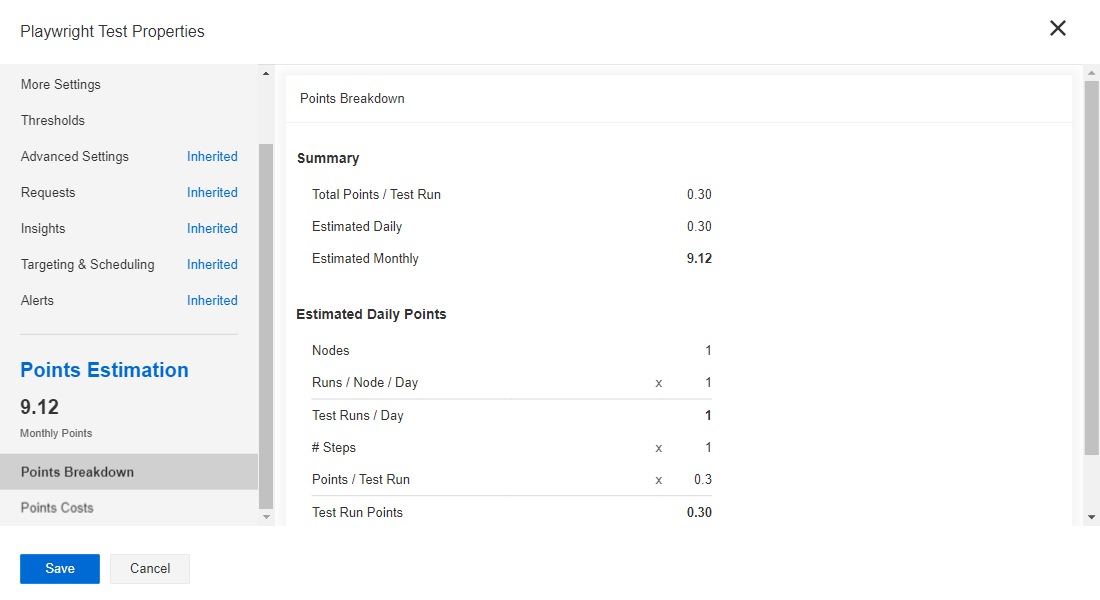 Playwright Test Properties
More Settings
Thresholds
Advanced Settings Inherited
Requests Inherited
Insights Inherited
Targeting & Scheduling Inherited
Alerts Inherited
Points Estimation
9.12
Monthly Points
Points Breakdown
Points Costs
Points Breakdown
Summary
Total Points / Test Run 0.30
Estimated Daily 0.30
Estimated Monthly 9.12
Estimated Daily Points
Nodes 1
Runs / Node / Day x 1
Test Runs / Day 1
# Steps x 1
Points / Test Run x 0.3
Test Run Points 0.30
Save Cancel